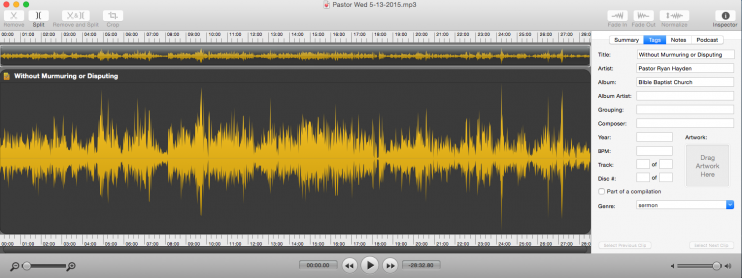 Pastor Wed 5-13-2015.mp3
Remove Split Remove and Split Crop Fade In Fade Out Normalize Inspector
00:00 01:00 02:00 03:00 04:00 05:00 06:00 07:00 08:00 09:00 10:00 11:00 12:00 13:00 14:00 15:00 16:00 17:00 18:00 19:00 20:00 21:00 22:00 23:00 24:00 25:00 26:00 27:00 28:00
Summary Tags Notes Podcast
Without Murmuring or Disputing
Title: Without Murmuring or Disputing
Artist: Pastor Ryan Hayden
Album: Bible Baptist Church
Album Artist:
Grouping:
Composer:
Year: Artwork:
BPM:
Track: of
Disc #: of
Drag
Artwork
Here
Part of a compilation
Genre: sermon
00:00 01:00 02:00 03:00 04:00 05:00 06:00 07:00 08:00 09:00 10:00 11:00 12:00 13:00 14:00 15:00 16:00 17:00 18:00 19:00 20:00 21:00 22:00 23:00 24:00 25:00 26:00 27:00 28:00
Select Previous Clip Select Next Clip
00:00.00 -28:52.80